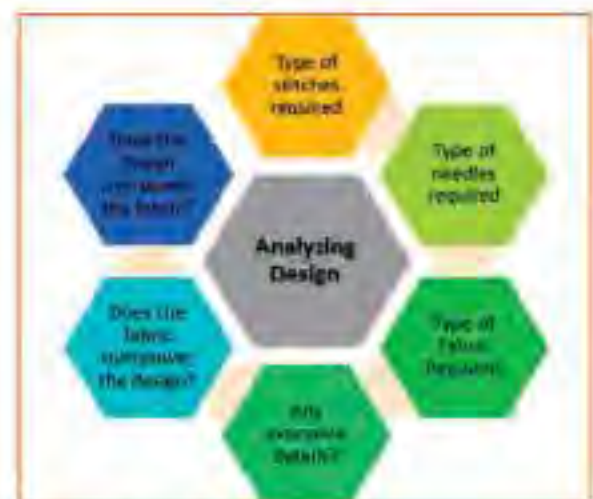 Type of
stitches
required
Type of
needles
required
Type of
Fabric
Required
Any
excessive
details?
Does the
fabric
overpower
the design?
Does the
Design
overpower
the fabric?
Analyzing
Design